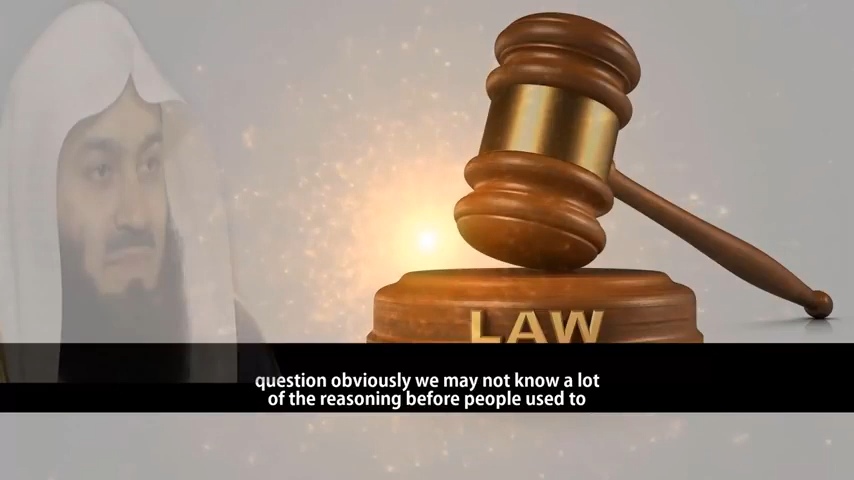 LAW
question obviously we may not know a lot
of the reasoning before people used to